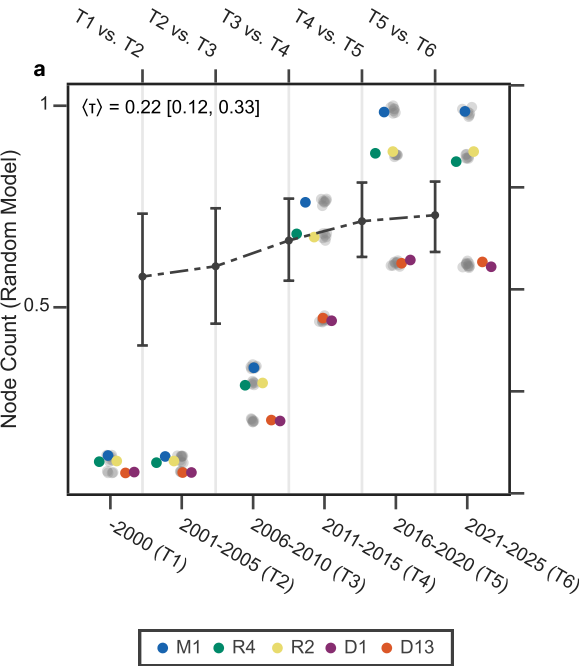 T1 vs. T2
T2 vs. T3
T3 vs. T4
T4 vs. T5
T5 vs. T6
a
⟨τ⟩ = 0.22 [0.12, 0.33]
1
0.5
Node Count (Random Model)
-2000 (T1)
2001-2005 (T2)
2006-2010 (T3)
2011-2015 (T4)
2016-2020 (T5)
2021-2025 (T6)
M1 R4 R2 D1 D13